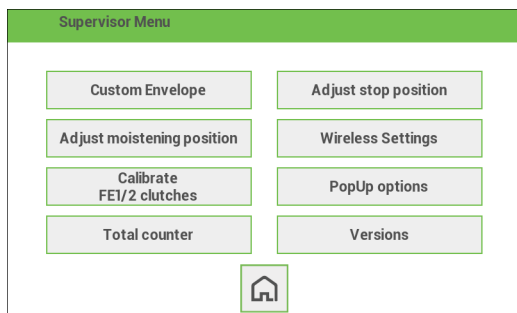 Supervisor Menu
Custom Envelope
Adjust stop position
Adjust moistening position
Wireless Settings
Calibrate
FE1/2 clutches
PopUp options
Total counter
Versions